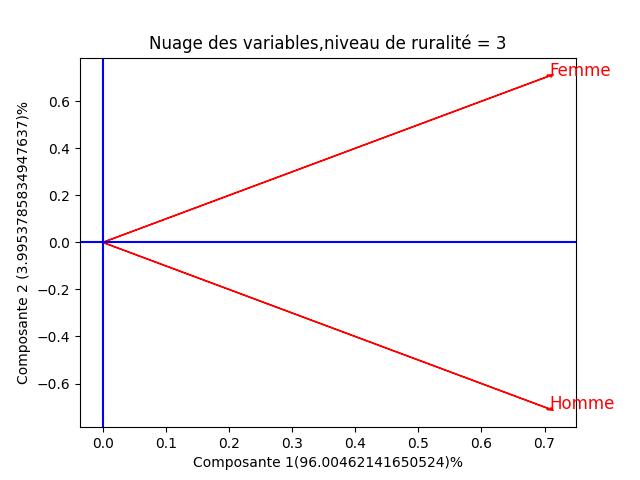 Nuage des variables,niveau de ruralité = 3
Femme
Homme
0.6
0.4
0.2
0.0
−0.2
−0.4
−0.6
Composante 2 (3.9953785834947637)%
0.0 0.1 0.2 0.3 0.4 0.5 0.6 0.7
Composante 1(96.00462141650524)%